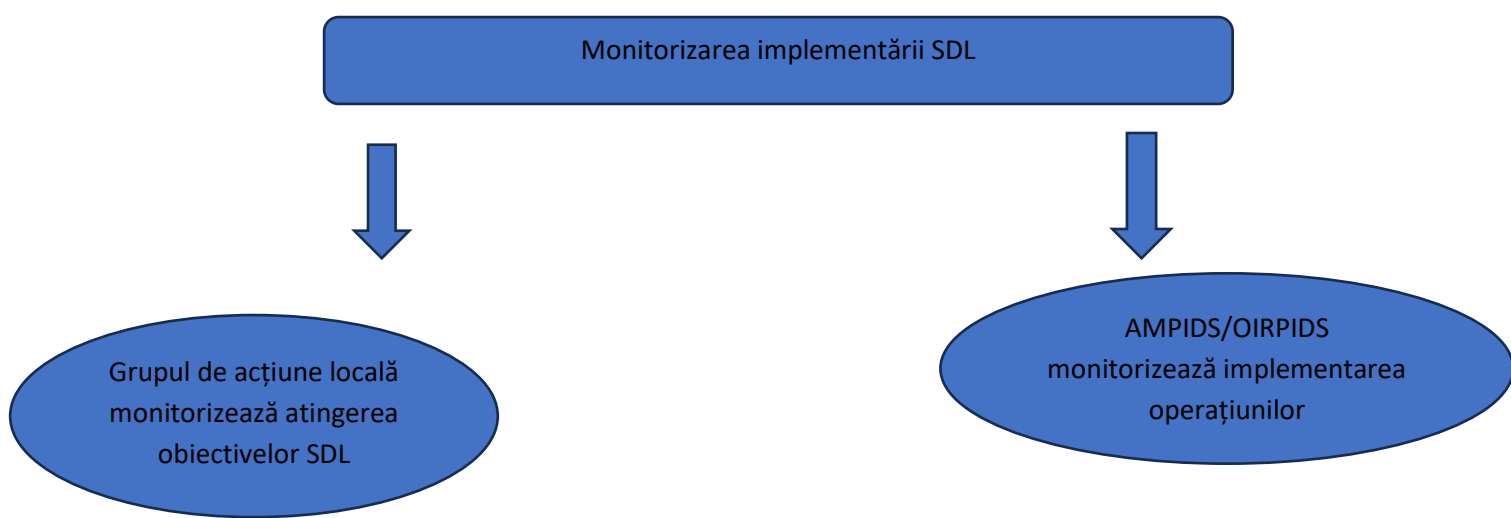 Monitorizarea implementării SDL
Grupul de acțiune locală
monitorizează atingerea
obiectivelor SDL
AMPIDS/OIRPIDS
monitorizează implementarea
operațiunilor